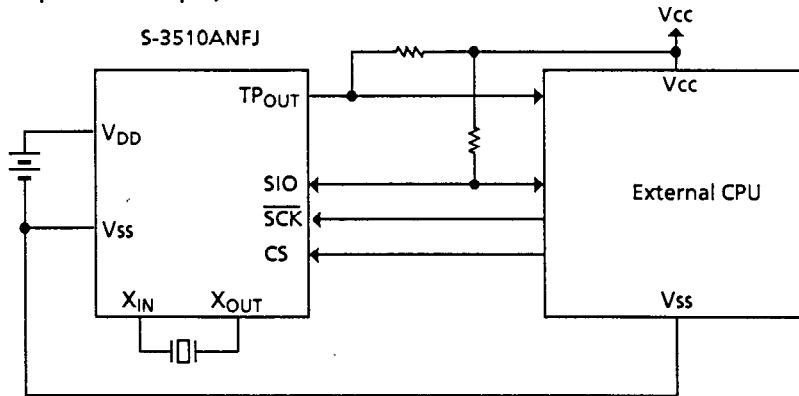 Vcc
S-3510ANFJ
TPOUT
Vcc
VDD
SIO
External CPU
SCK
Vss
CS
XIN
XOUT
Vss